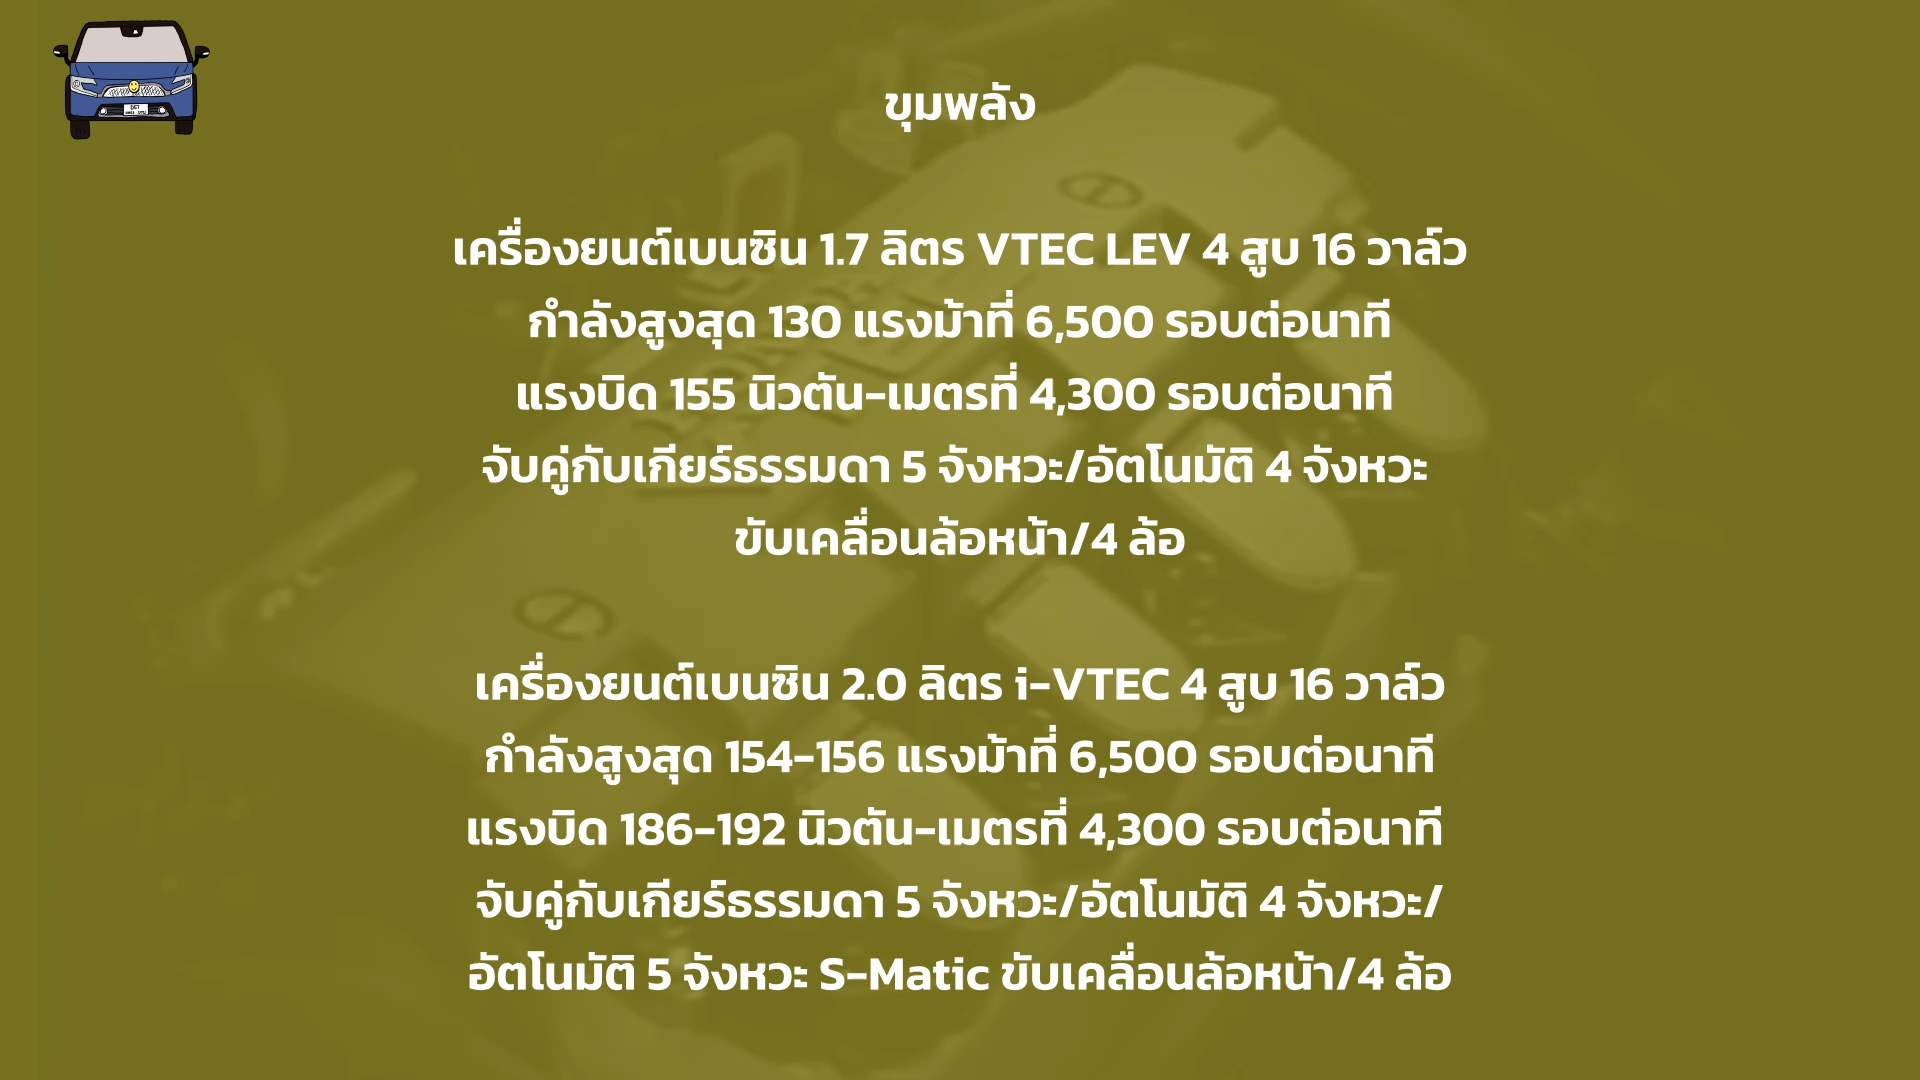 ขุมพลัง
เครื่องยนต์เบนซิน 1.7 ลิตร VTEC LEV 4 สูบ 16 วาล์ว
กำลังสูงสุด 130 แรงม้าที่ 6,500 รอบต่อนาที
แรงบิด 155 นิวตัน-เมตรที่ 4,300 รอบต่อนาที
จับคู่กับเกียร์ธรรมดา 5 จังหวะ/อัตโนมัติ 4 จังหวะ
ขับเคลื่อนล้อหน้า/4 ล้อ
เครื่องยนต์เบนซิน 2.0 ลิตร i-VTEC 4 สูบ 16 วาล์ว
กำลังสูงสุด 154-156 แรงม้าที่ 6,500 รอบต่อนาที
แรงบิด 186-192 นิวตัน-เมตรที่ 4,300 รอบต่อนาที
จับคู่กับเกียร์ธรรมดา 5 จังหวะ/อัตโนมัติ 4 จังหวะ/
อัตโนมัติ 5 จังหวะ S-Matic ขับเคลื่อนล้อหน้า/4 ล้อ